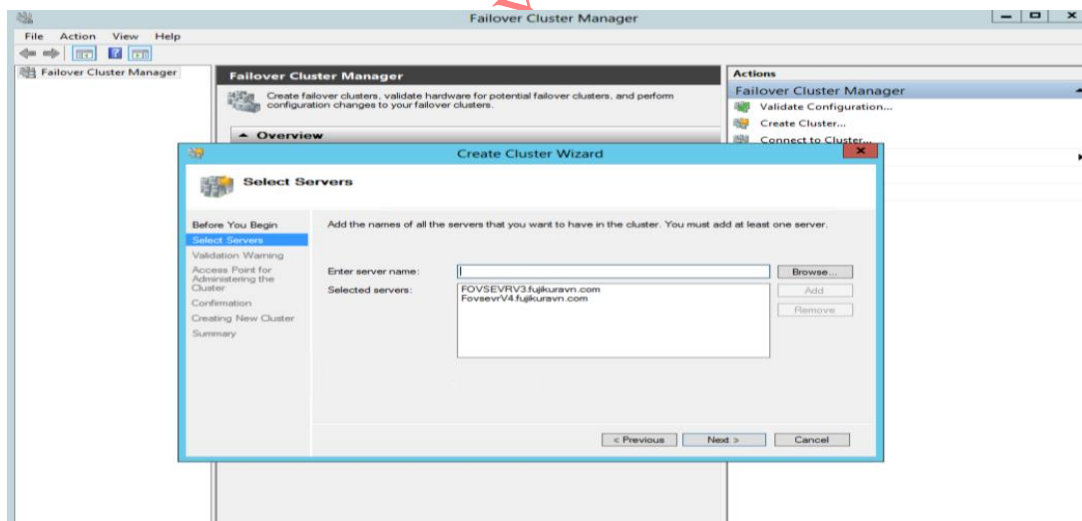 Failover Cluster Manager
File Action View Help
Failover Cluster Manager
Failover Cluster Manager
Create failover clusters, validate hardware for potential failover clusters, and perform
configuration changes to your failover clusters.
Overview
Actions
Failover Cluster Manager
Validate Configuration...
Create Cluster...
Connect to Cluster...
Create Cluster Wizard
Select Servers
Before You Begin
Select Servers
Validation Warning
Access Point for
Administering the
Cluster
Confirmation
Creating New Cluster
Summary
Add the names of all the servers that you want to have in the cluster. You must add at least one server.
Enter server name:
Browse...
Selected servers:
FOVSEVRV3.fujikuravn.com
FovsevrV4.fujikuravn.com
Add
Remove
< Previous
Next >
Cancel